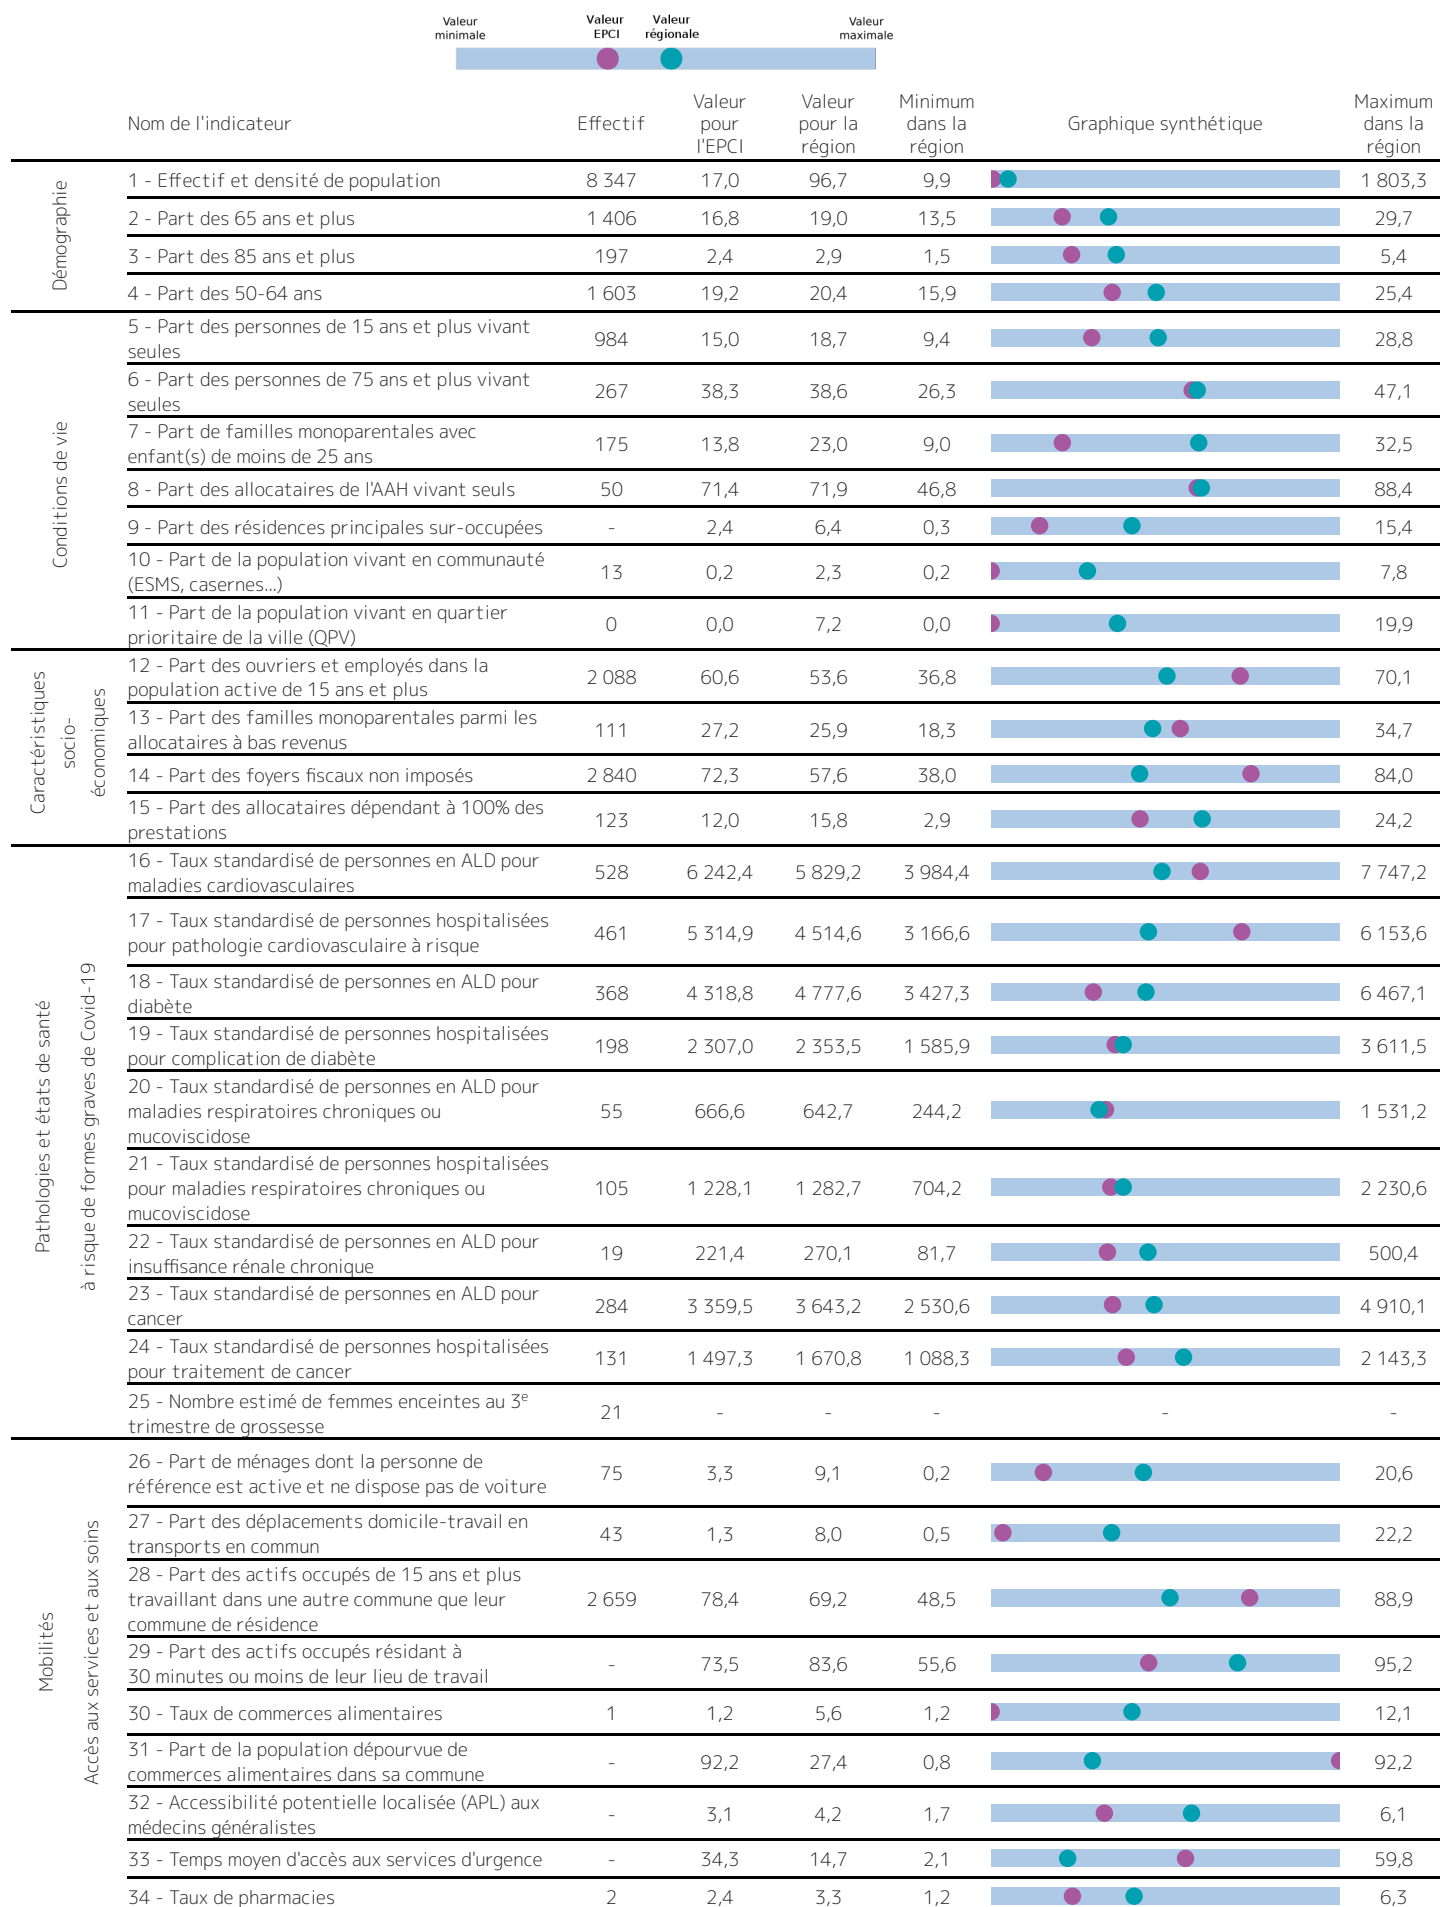 Valeur
minimale
Valeur
EPCI
Valeur
régionale
Valeur
maximale
Nom de l'indicateur
Effectif
Valeur
pour
l'EPCI
Valeur
pour la
région
Minimum
dans la
région
Graphique synthétique
Maximum
dans la
région
Démographie
1 - Effectif et densité de population 8 347 17,0 96,7 9,9 1 803,3
2 - Part des 65 ans et plus 1 406 16,8 19,0 13,5 29,7
3 - Part des 85 ans et plus 197 2,4 2,9 1,5 5,4
4 - Part des 50-64 ans 1 603 19,2 20,4 15,9 25,4
Conditions de vie
5 - Part des personnes de 15 ans et plus vivant
seules 984 15,0 18,7 9,4 28,8
6 - Part des personnes de 75 ans et plus vivant
seules 267 38,3 38,6 26,3 47,1
7 - Part de familles monoparentales avec
enfant(s) de moins de 25 ans 175 13,8 23,0 9,0 32,5
8 - Part des allocataires de l'AAH vivant seuls 50 71,4 71,9 46,8 88,4
9 - Part des résidences principales sur-occupées - 2,4 6,4 0,3 15,4
10 - Part de la population vivant en communauté
(ESMS, casernes...) 13 0,2 2,3 0,2 7,8
11 - Part de la population vivant en quartier
prioritaire de la ville (QPV) 0 0,0 7,2 0,0 19,9
Caractéristiques
socio-
économiques
12 - Part des ouvriers et employés dans la
population active de 15 ans et plus 2 088 60,6 53,6 36,8 70,1
13 - Part des familles monoparentales parmi les
allocataires à bas revenus 111 27,2 25,9 18,3 34,7
14 - Part des foyers fiscaux non imposés 2 840 72,3 57,6 38,0 84,0
15 - Part des allocataires dépendant à 100% des
prestations 123 12,0 15,8 2,9 24,2
Pathologies et états de santé
à risque de formes graves de Covid-19
16 - Taux standardisé de personnes en ALD pour
maladies cardiovasculaires 528 6 242,4 5 829,2 3 984,4 7 747,2
17 - Taux standardisé de personnes hospitalisées
pour pathologie cardiovasculaire à risque 461 5 314,9 4 514,6 3 166,6 6 153,6
18 - Taux standardisé de personnes en ALD pour
diabète 368 4 318,8 4 777,6 3 427,3 6 467,1
19 - Taux standardisé de personnes hospitalisées
pour complication de diabète 198 2 307,0 2 353,5 1 585,9 3 611,5
20 - Taux standardisé de personnes en ALD pour
maladies respiratoires chroniques ou 55 666,6 642,7 244,2 1 531,2
mucoviscidose
21 - Taux standardisé de personnes hospitalisées
pour maladies respiratoires chroniques ou 105 1 228,1 1 282,7 704,2 2 230,6
mucoviscidose
22 - Taux standardisé de personnes en ALD pour
insuffisance rénale chronique 19 221,4 270,1 81,7 500,4
23 - Taux standardisé de personnes en ALD pour
cancer 284 3 359,5 3 643,2 2 530,6 4 910,1
24 - Taux standardisé de personnes hospitalisées
pour traitement de cancer 131 1 497,3 1 670,8 1 088,3 2 143,3
25 - Nombre estimé de femmes enceintes au 3e
trimestre de grossesse 21 - - - - -
Mobilités
Accès aux services et aux soins
26 - Part de ménages dont la personne de
référence est active et ne dispose pas de voiture 75 3,3 9,1 0,2 20,6
27 - Part des déplacements domicile-travail en
transports en commun 43 1,3 8,0 0,5 22,2
28 - Part des actifs occupés de 15 ans et plus
travaillant dans une autre commune que leur 2 659 78,4 69,2 48,5 88,9
commune de résidence
29 - Part des actifs occupés résidant à
30 minutes ou moins de leur lieu de travail - 73,5 83,6 55,6 95,2
30 - Taux de commerces alimentaires 1 1,2 5,6 1,2 12,1
31 - Part de la population dépourvue de
commerces alimentaires dans sa commune - 92,2 27,4 0,8 92,2
32 - Accessibilité potentielle localisée (APL) aux
médecins généralistes - 3,1 4,2 1,7 6,1
33 - Temps moyen d'accès aux services d'urgence - 34,3 14,7 2,1 59,8
34 - Taux de pharmacies 2 2,4 3,3 1,2 6,3